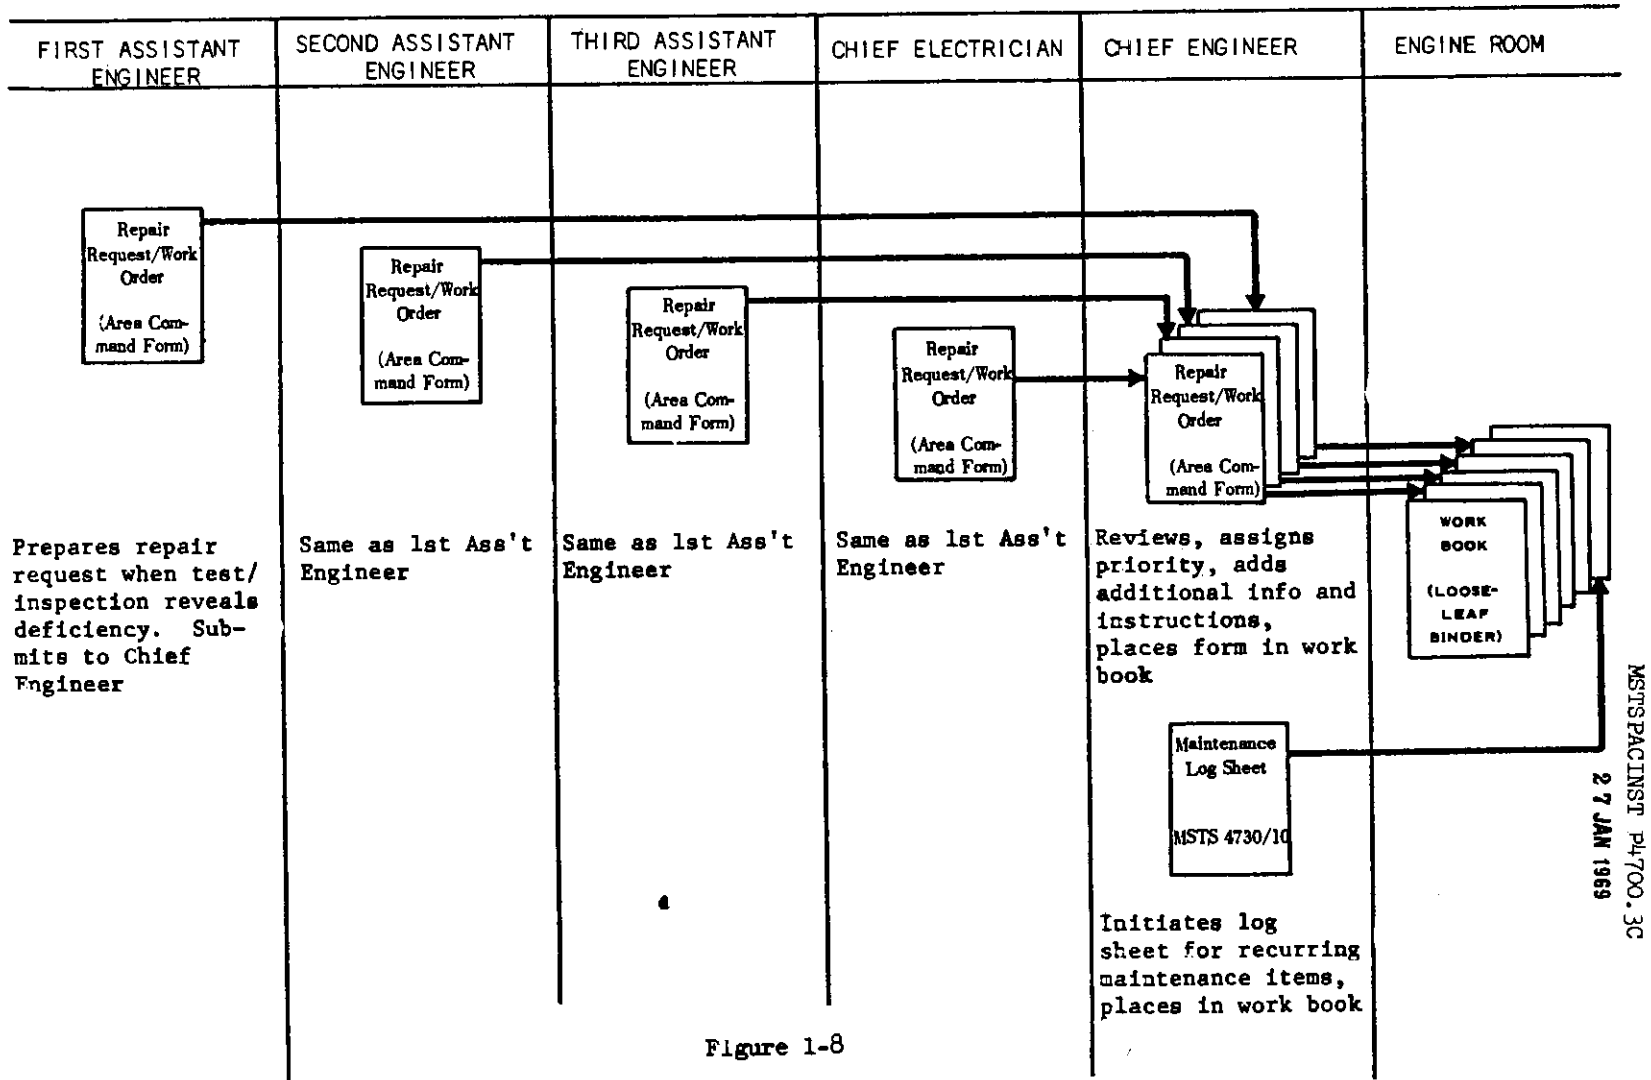 FIRST ASSISTANT
ENGINEER
SECOND ASSISTANT
ENGINEER
THIRD ASSISTANT
ENGINEER
CHIEF ELECTRICIAN
CHIEF ENGINEER
ENGINE ROOM
Repair
Request/Work
Order
(Area Com-
mand Form)
Repair
Request/Work
Order
(Area Com-
mand Form)
Repair
Request/Work
Order
(Area Com-
mand Form)
Repair
Request/Work
Order
(Area Com-
mand Form)
Repair
Request/Work
Order
(Area Com-
mand Form)
WORK
BOOK
(LOOSE-
LEAF
BINDER)
Prepares repair
request when test/
inspection reveals
deficiency. Sub-
mits to Chief
Engineer
Same as 1st Ass't
Engineer
Same as 1st Ass't
Engineer
Same as 1st Ass't
Engineer
Reviews, assigns
priority, adds
additional info and
instructions,
places form in work
book
Maintenance
Log Sheet
MSTS 4730/10
Initiates log
sheet for recurring
maintenance items,
places in work book
Figure 1-8
MSTSPACINST P4700.3C
27 JAN 1969